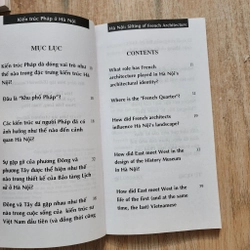 Kiến trúc Pháp ở Hà Nội
MỤC LỤC
Kiến trúc Pháp đóng vai trò như
thế nào trong đặc trưng kiến trúc Hà
Nội?
Đâu là "khu phố Pháp"?
Các kiến trúc sư người Pháp đã có
ảnh hưởng như thế nào đến cảnh
quan Hà Nội?
Sự gặp gỡ của phương Đông và
phương Tây được thể hiện như thế
nào trong thiết kế của Bảo tàng Lịch
sử ở Hà Nội?
Đông và Tây đã gặp nhau như thế
nào trong cuộc sống của kiến trúc sư
Việt Nam đầu tiên (và đồng thời cũng
Hà Nội: Sifting of French Architecture
CONTENTS
What role has French
architecture played in Hà Nội's
architectural identity?
Where is the "French Quarter"?
How did French architects
influence Hà Nội's landscape?
How did East meet West in the
design of the History Museum
in Hà Nội?
How did East meet West in the
life of the first (and at the same
time, the last) Vietnamese